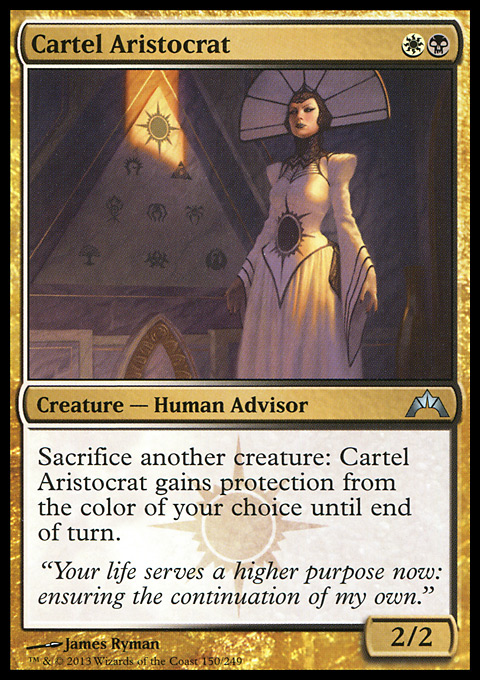 Cartel Aristocrat
Creature — Human Advisor
Sacrifice another creature: Cartel
Aristocrat gains protection from
the color of your choice until end
of turn.
“Your life serves a higher purpose now:
ensuring the continuation of my own.”
2/2
James Ryman
™ & © 2013 Wizards of the Coast 150/249